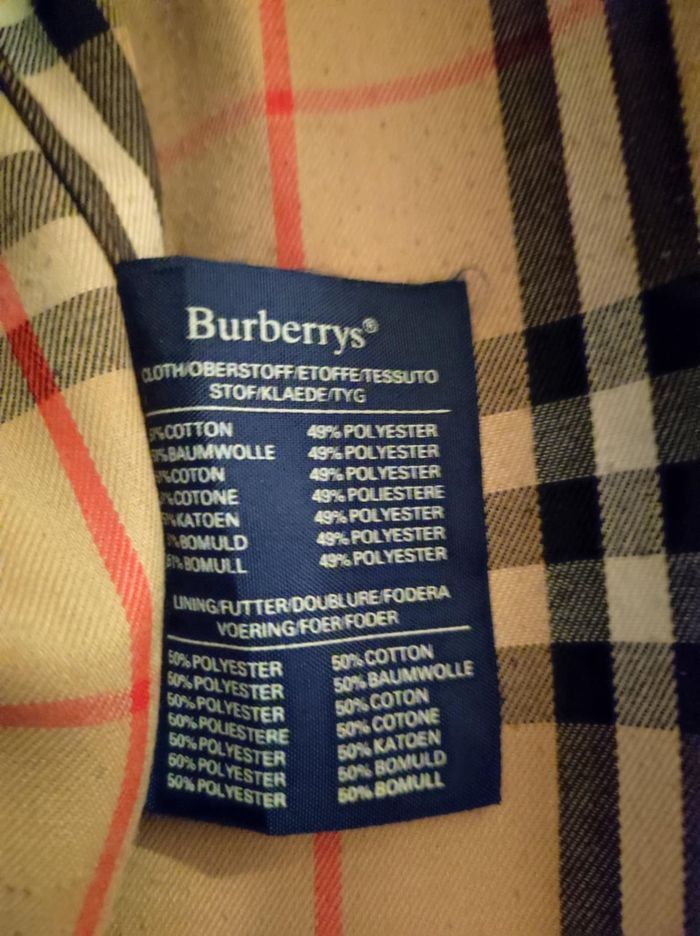 Burberrys®
CLOTH/OBERSTOFF/ETOFFE/TESSUTO
STOF/KLAEDE/TYG
%COTTON 49% POLYESTER
%BAUMWOLLE 49% POLYESTER
%COTON 49% POLYESTER
%COTONE 49% POLIESTERE
%KATOEN 49% POLYESTER
%BOMULD 49% POLYESTER
51%BOMULL 49% POLYESTER
LINING/FUTTER/DOUBLURE/FODERA
VOERING/FOER/FODER
50% POLYESTER 50% COTTON
50% POLYESTER 50% BAUMWOLLE
50% POLYESTER 50% COTON
50% POLIESTERE 50% COTONE
50% POLYESTER 50% KATOEN
50% POLYESTER 50% BOMULD
50% POLYESTER 50% BOMULL